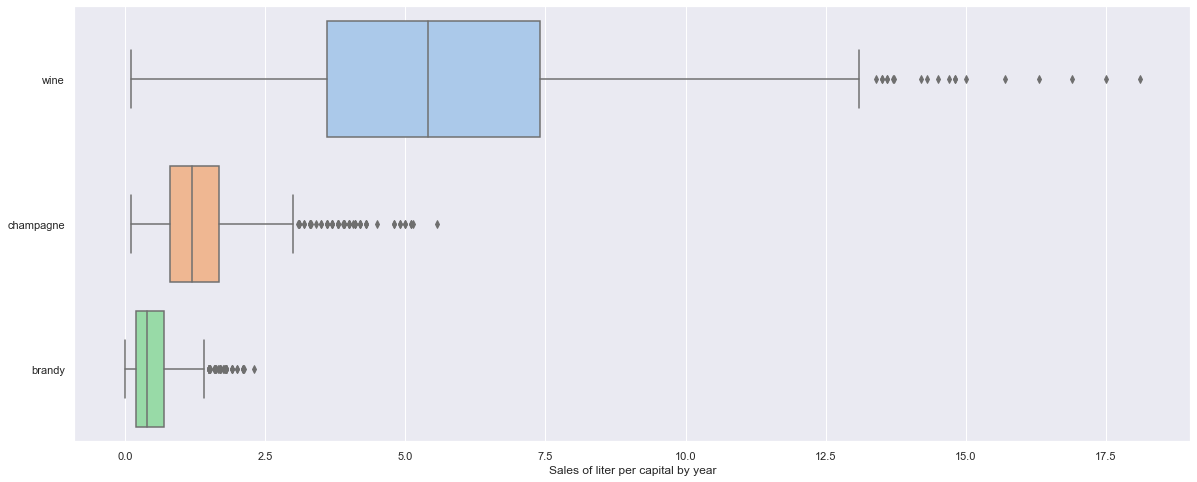 wine
champagne
brandy
0.0 2.5 5.0 7.5 10.0 12.5 15.0 17.5
Sales of liter per capital by year